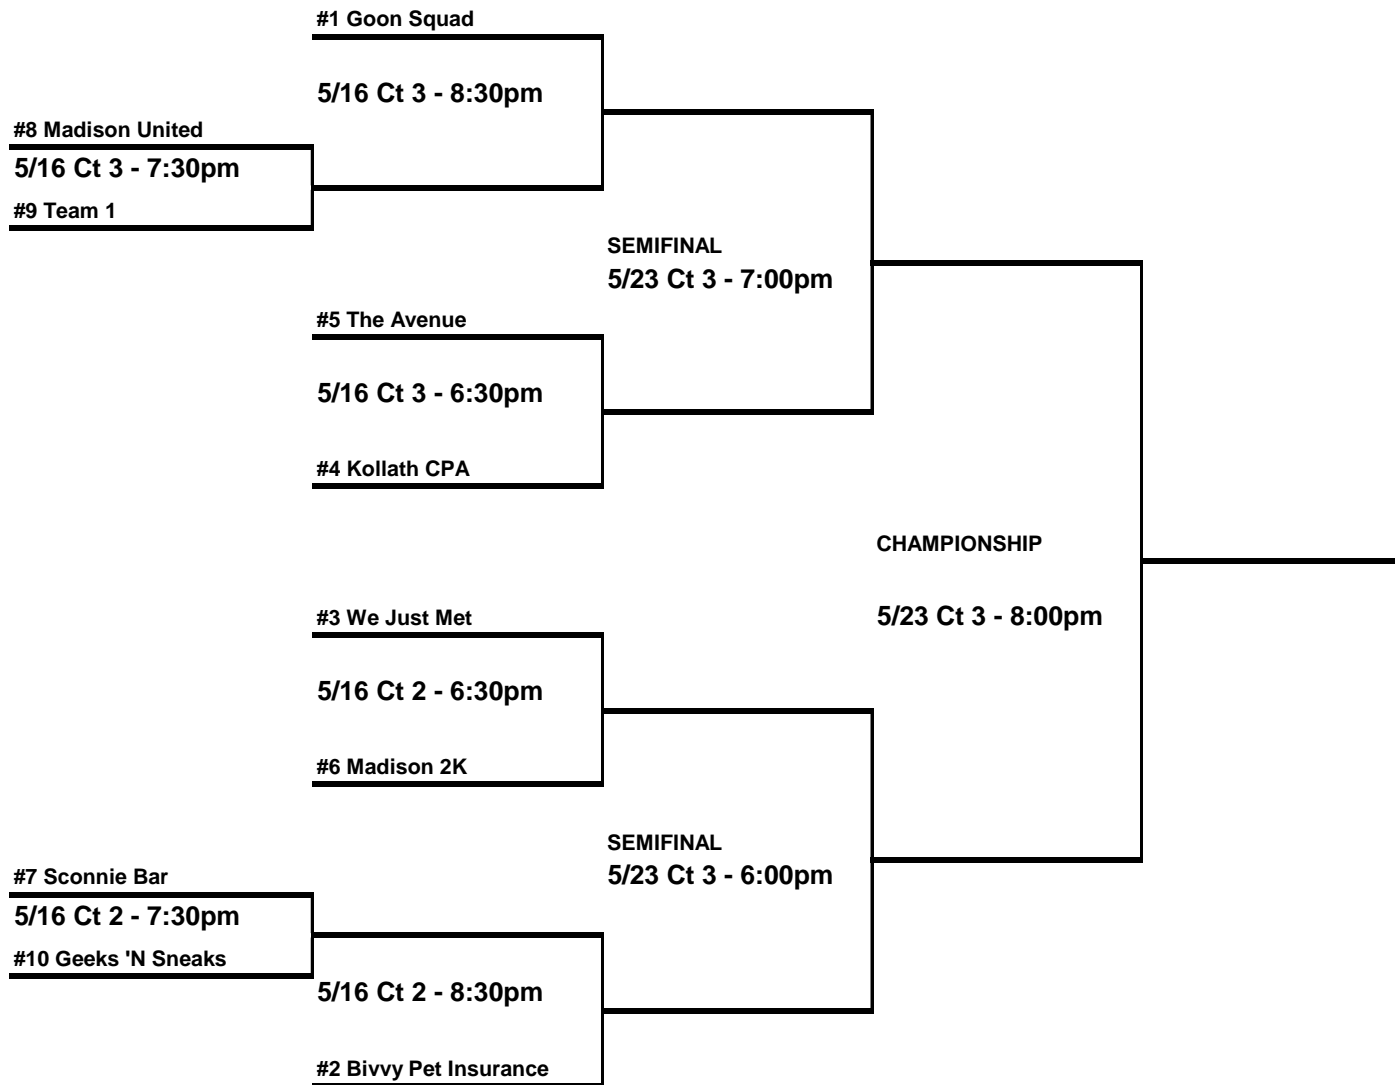 #1 Goon Squad
5/16 Ct 3 - 8:30pm
#8 Madison United
5/16 Ct 3 - 7:30pm
#9 Team 1
SEMIFINAL
5/23 Ct 3 - 7:00pm
#5 The Avenue
5/16 Ct 3 - 6:30pm
#4 Kollath CPA
CHAMPIONSHIP
5/23 Ct 3 - 8:00pm
#3 We Just Met
5/16 Ct 2 - 6:30pm
#6 Madison 2K
SEMIFINAL
5/23 Ct 3 - 6:00pm
#7 Sconnie Bar
5/16 Ct 2 - 7:30pm
#10 Geeks 'N Sneaks
5/16 Ct 2 - 8:30pm
#2 Bivvy Pet Insurance